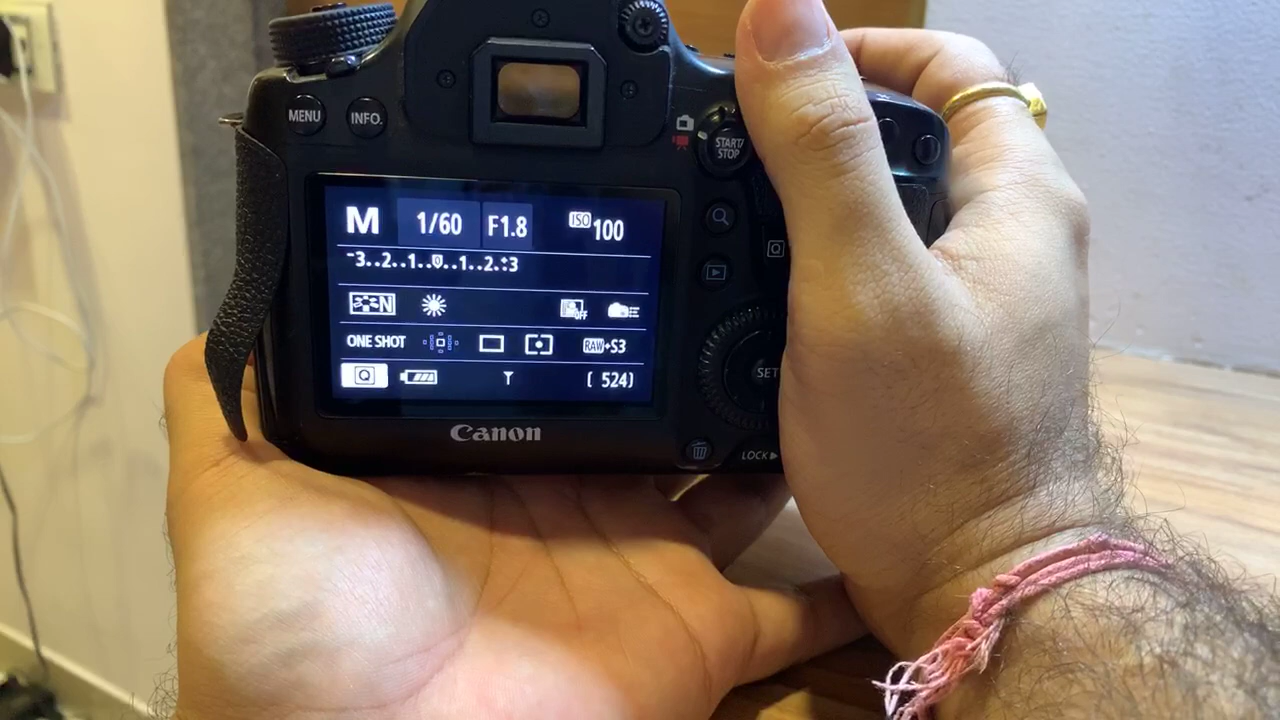 MENU INFO.
START/
STOP
M 1/60 F1.8 ISO 100
-3..2..1..0..1..2.:+3
N OFF
ONE SHOT RAW+S3
Q [ 524]
Q
SET
Canon
LOCK▶